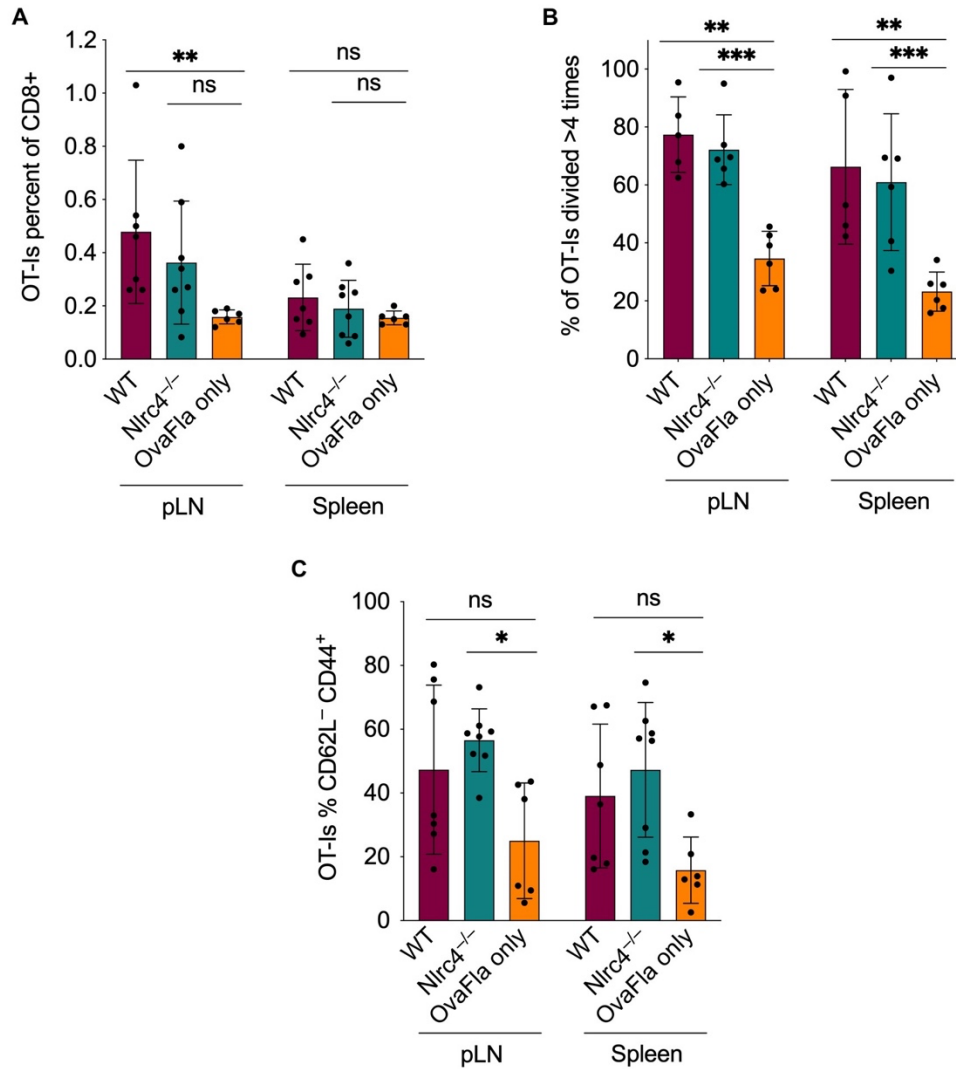 A
OT-Is percent of CD8+
1.2
1.0
0.8
0.6
0.4
0.2
0.0
**
ns
ns
ns
WT
Nlrc4⁻/⁻
OvaFla only
WT
Nlrc4⁻/⁻
OvaFla only
pLN
Spleen
B
% of OT-Is divided >4 times
100
80
60
40
20
0
**
***
**
***
WT
Nlrc4⁻/⁻
OvaFla only
WT
Nlrc4⁻/⁻
OvaFla only
pLN
Spleen
C
OT-Is % CD62L⁻ CD44⁺
100
80
60
40
20
0
ns
*
ns
*
WT
Nlrc4⁻/⁻
OvaFla only
WT
Nlrc4⁻/⁻
OvaFla only
pLN
Spleen